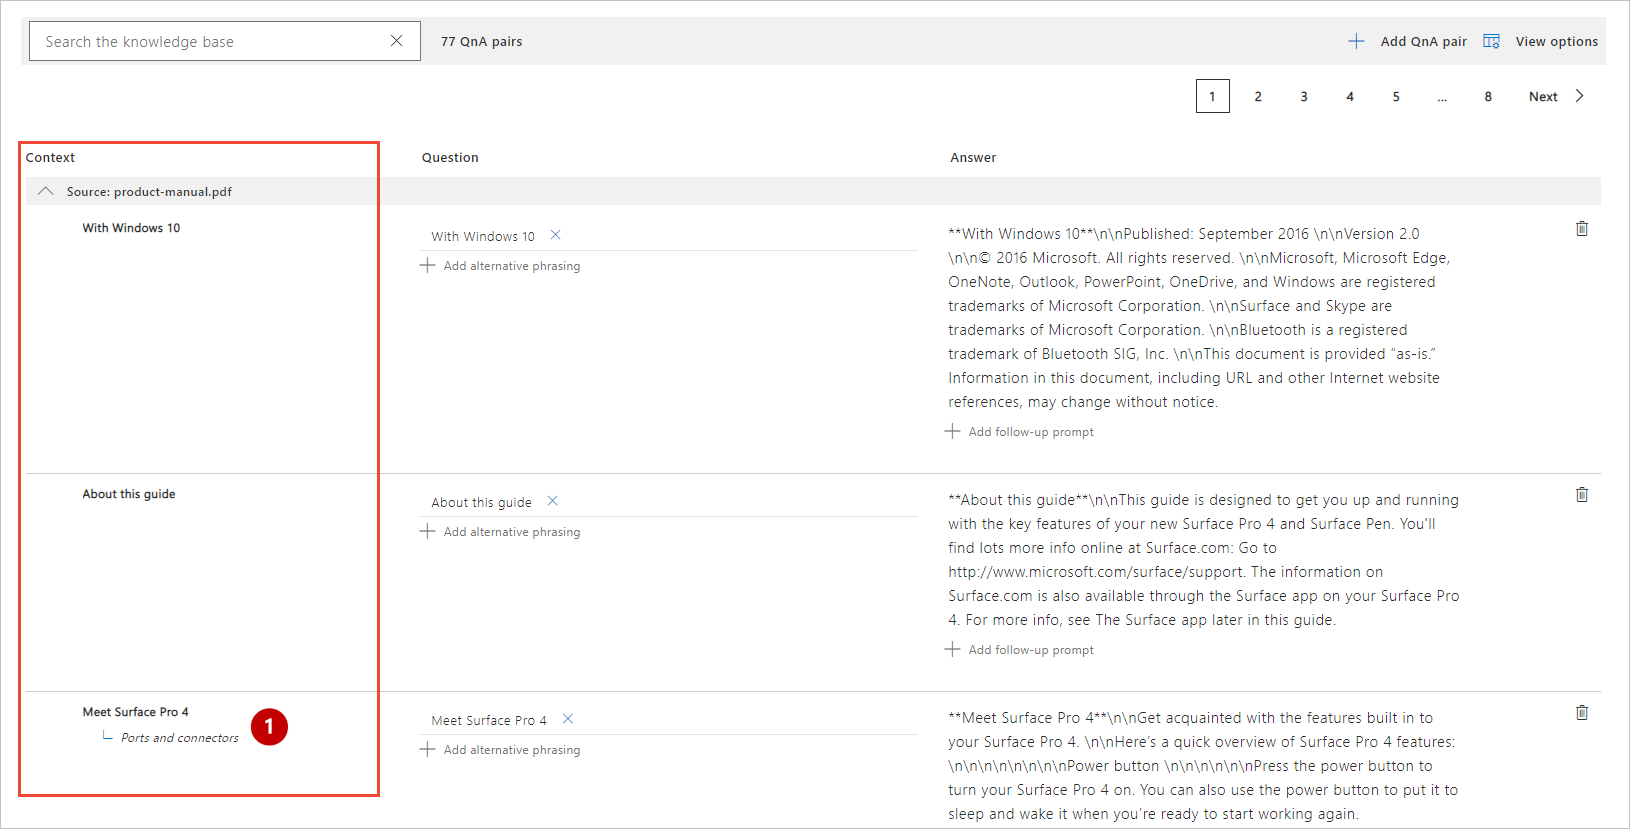 Search the knowledge base
77 QnA pairs
Add QnA pair
View options
1 2 3 4 5 ... 8 Next
Context
Question
Answer
Source: product-manual.pdf
With Windows 10
With Windows 10
Add alternative phrasing
**With Windows 10**\n\nPublished: September 2016 \n\nVersion 2.0
\n\n© 2016 Microsoft. All rights reserved. \n\nMicrosoft, Microsoft Edge,
OneNote, Outlook, PowerPoint, OneDrive, and Windows are registered
trademarks of Microsoft Corporation. \n\nSurface and Skype are
trademarks of Microsoft Corporation. \n\nBluetooth is a registered
trademark of Bluetooth SIG, Inc. \n\nThis document is provided “as-is.”
Information in this document, including URL and other Internet website
references, may change without notice.
Add follow-up prompt
About this guide
About this guide
Add alternative phrasing
**About this guide**\n\nThis guide is designed to get you up and running
with the key features of your new Surface Pro 4 and Surface Pen. You'll
find lots more info online at Surface.com: Go to
http://www.microsoft.com/surface/support. The information on
Surface.com is also available through the Surface app on your Surface Pro
4. For more info, see The Surface app later in this guide.
Add follow-up prompt
Meet Surface Pro 4
Ports and connectors
1
Meet Surface Pro 4
Add alternative phrasing
**Meet Surface Pro 4**\n\nGet acquainted with the features built in to
your Surface Pro 4. \n\nHere’s a quick overview of Surface Pro 4 features:
\n\n\n\n\n\n\n\nPower button \n\n\n\n\n\nPress the power button to
turn your Surface Pro 4 on. You can also use the power button to put it to
sleep and wake it when you’re ready to start working again.